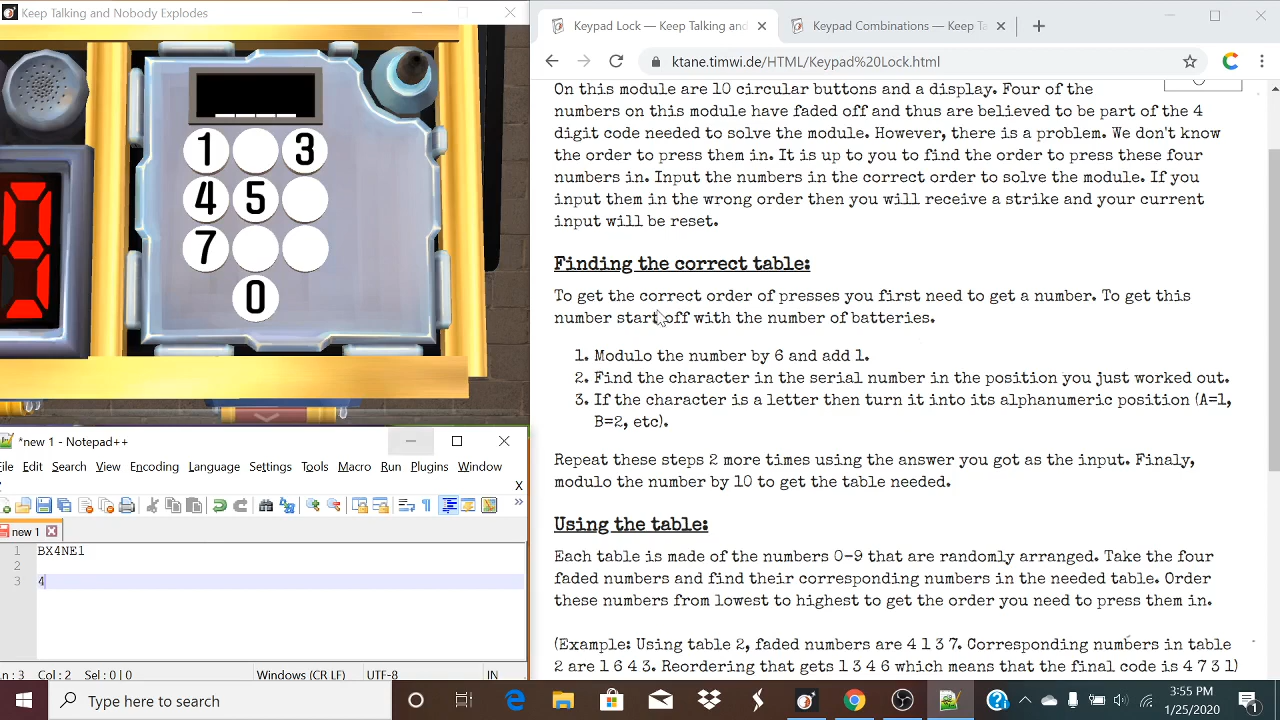 Keep Talking and Nobody Explodes
1 3
4 5
7
0
*new 1 - Notepad++
File Edit Search View Encoding Language Settings Tools Macro Run Plugins Window
X
new 1
1 BX4NE1
2
3 4
Ln : 3 Col : 2 Sel : 0 | 0 Windows (CR LF) UTF-8 IN
Keypad Lock — Keep Talking and
Keypad Combinations — Keep Ta
ktane.timwi.de/HTML/Keypad%20Lock.html
On this module are 10 circular buttons and a display. Four of the
numbers on this module have faded off and thus are believed to be part of the 4
digit code needed to solve the module. However, there is a problem. We don't know
the order to press them in. It is up to you to find the order to press these four
numbers in. Input the numbers in the correct order to solve the module. If you
input them in the wrong order then you will receive a strike and your current
input will be reset.
Finding the correct table:
To get the correct order of presses you first need to get a number. To get this
number start off with the number of batteries.
1. Modulo the number by 6 and add 1.
2. Find the character in the serial number in the position you just worked out.
3. If the character is a letter then turn it into its alphanumeric position (A=1,
B=2, etc).
Repeat these steps 2 more times using the answer you got as the input. Finaly,
modulo the number by 10 to get the table needed.
Using the table:
Each table is made of the numbers 0-9 that are randomly arranged. Take the four
faded numbers and find their corresponding numbers in the needed table. Order
these numbers from lowest to highest to get the order you need to press them in.
(Example: Using table 2, faded numbers are 4 1 3 7. Corresponding numbers in table
2 are 1 6 4 3. Reordering that gets 1 3 4 6 which means that the final code is 4 7 3 1)
Type here to search
3:55 PM
1/25/2020
1